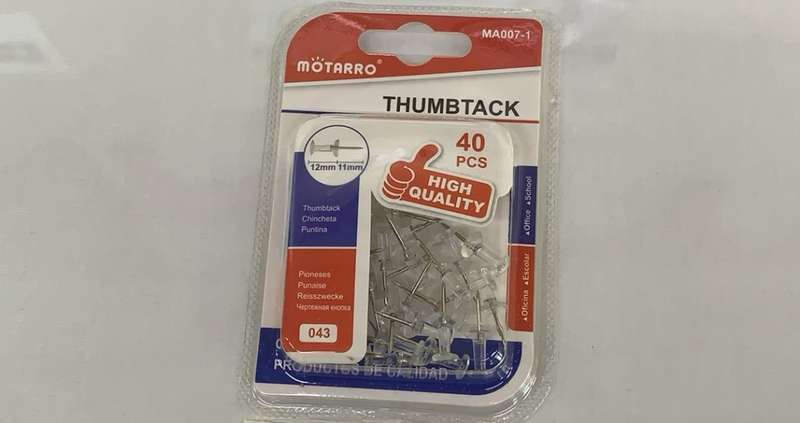 MA007-1
MOTARRO®
THUMBTACK
40
PCS
HIGH
QUALITY
12mm 11mm
Thumbtack
Chincheta
Puntina
Pioneses
Punaise
Reisszwecke
Чертежная кнопка
043
▲Office ▲School
▲Oficina ▲Escolar
PRODUCTOS DE CALIDAD